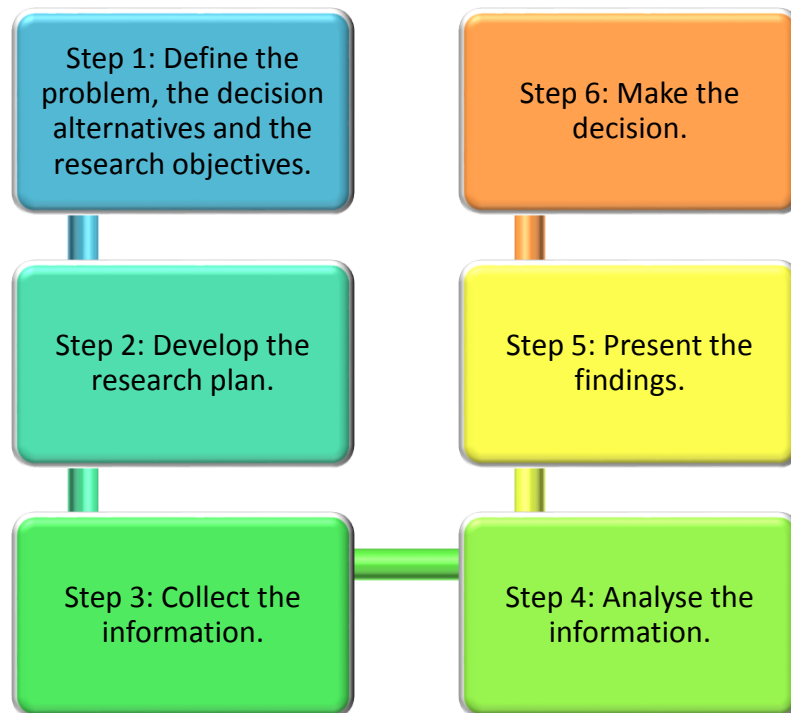 Step 1: Define the
problem, the decision
alternatives and the
research objectives.
Step 2: Develop the
research plan.
Step 3: Collect the
information.
Step 4: Analyse the
information.
Step 5: Present the
findings.
Step 6: Make the
decision.